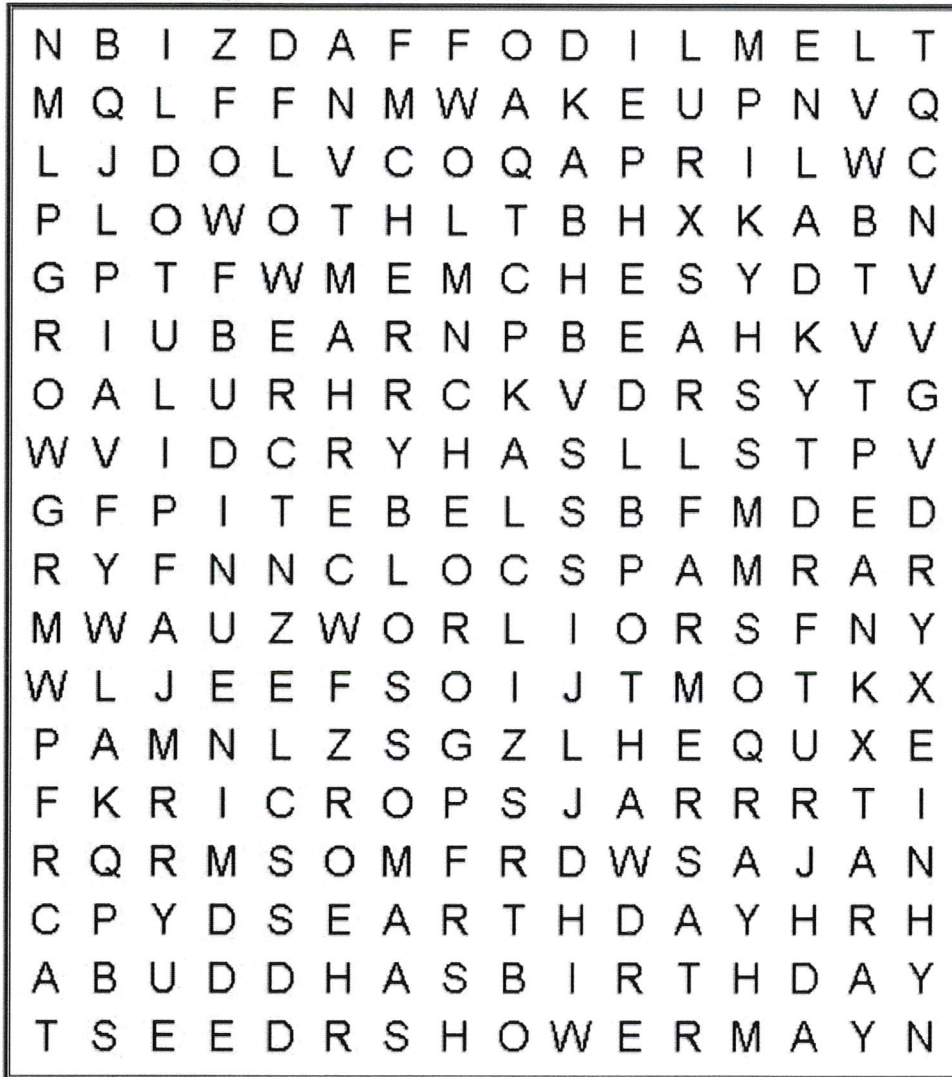 N B I Z D A F F O D I L M E L T
M Q L F F N M W A K E U P N V Q
L J D O L V C O Q A P R I L W C
P L O W O T H L T B H X K A B N
G P T F W M E M C H E S Y D T V
R I U B E A R N P B E A H K V V
O A L U R H R C K V D R S Y T G
W V I D C R Y H A S L L S T P V
G F P I T E B E L S B F M D E D
R Y F N N C L O C S P A M R A R
M W A U Z W O R L I O R S F N Y
W L J E E F S O I J T M O T K X
P A M N L Z S G Z L H E Q U X E
F K R I C R O P S J A R R R T I
R Q R M S O M F R D W S A J A N
C P Y D S E A R T H D A Y H R H
A B U D D H A S B I R T H D A Y
T S E E D R S H O W E R M A Y N